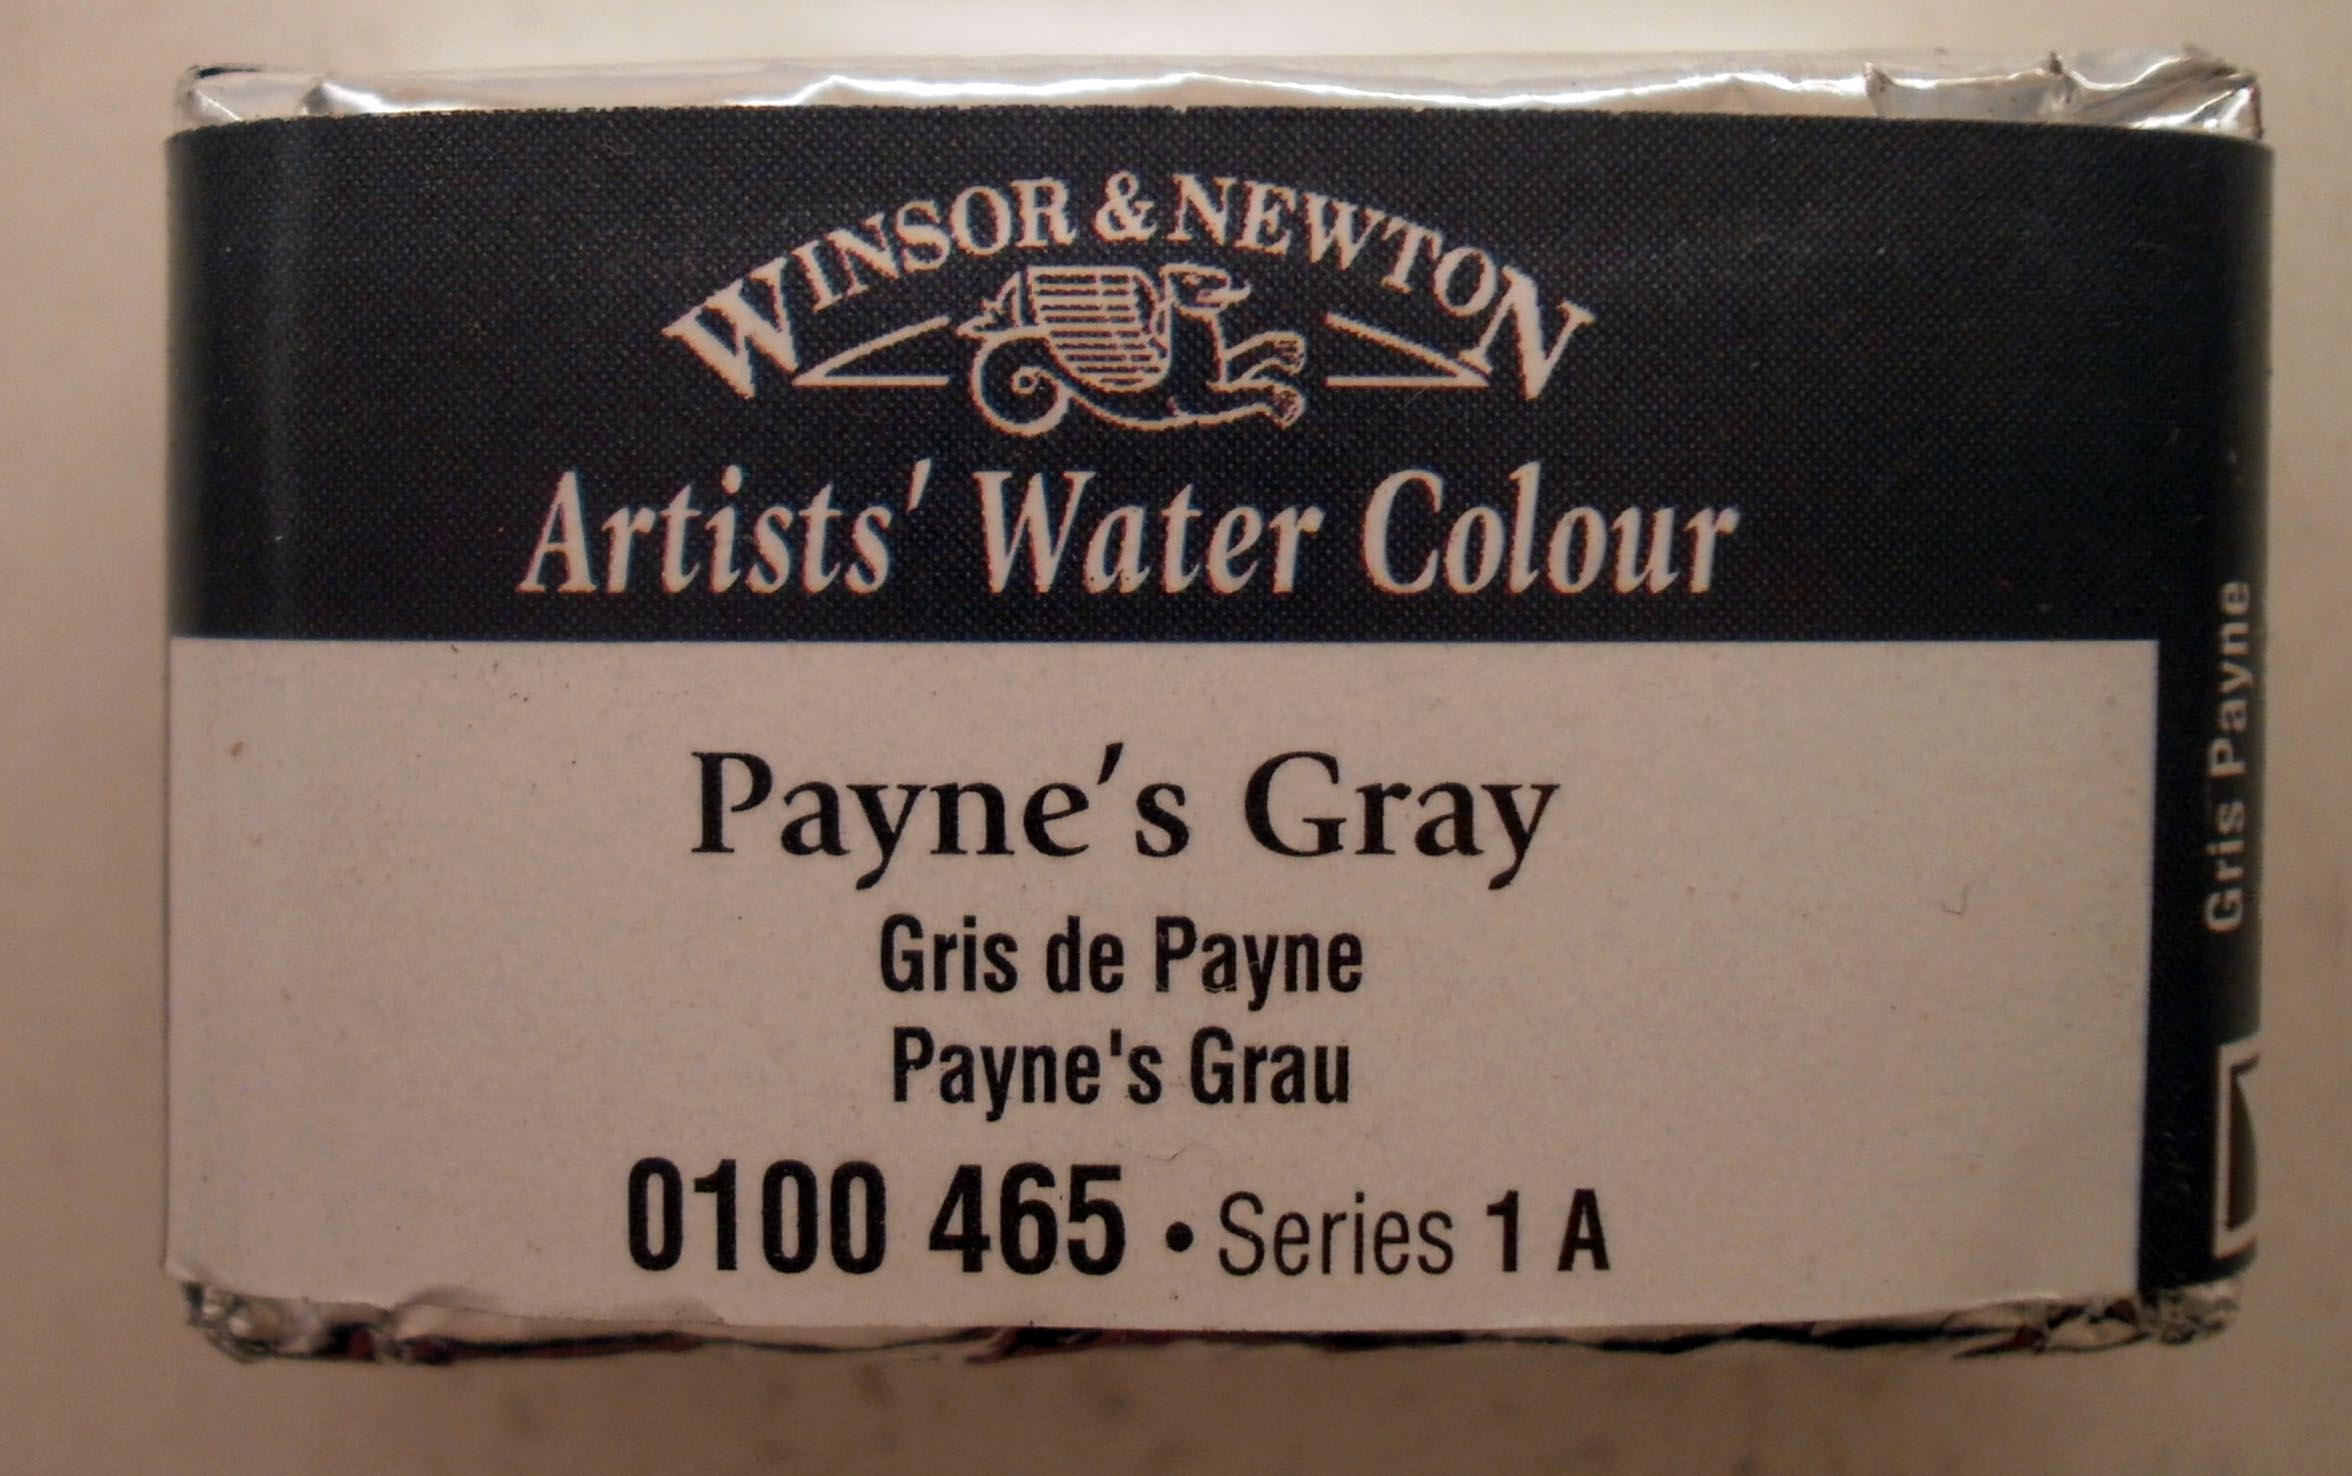 WINSOR & NEWTON
Artists' Water Colour
Payne's Gray
Gris de Payne
Payne's Grau
0100 465 • Series 1 A
Gris Payne